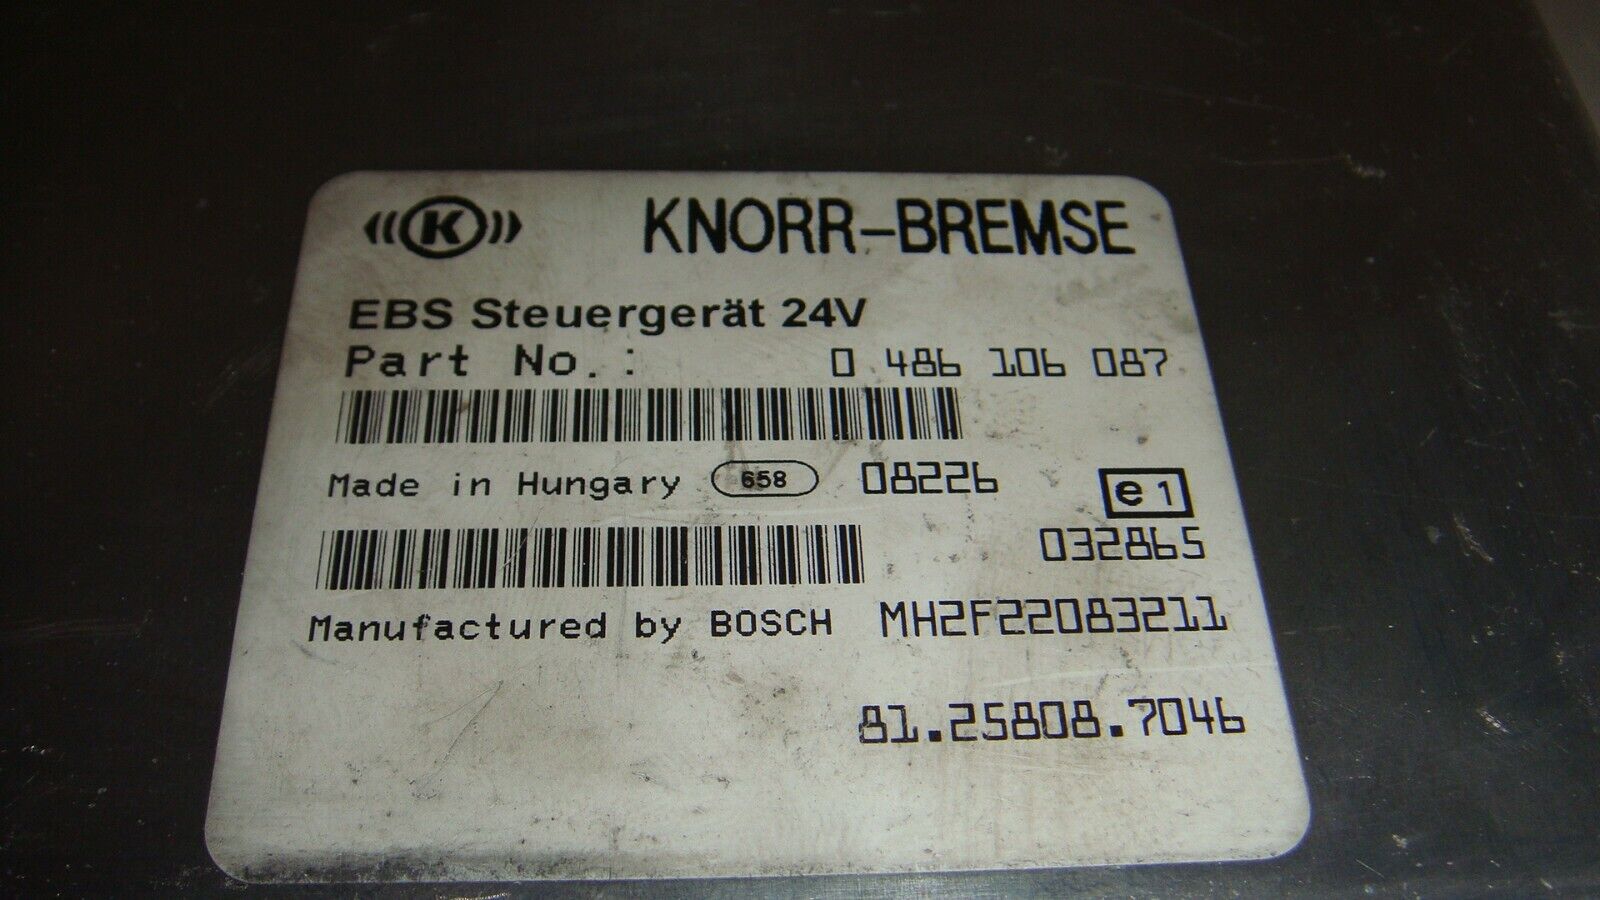 K KNORR-BREMSE
EBS Steuergerät 24V
Part No.: 0 486 106 087
Made in Hungary 658 08226 e1
032865
Manufactured by BOSCH MH2F22083211
81.25808.7046